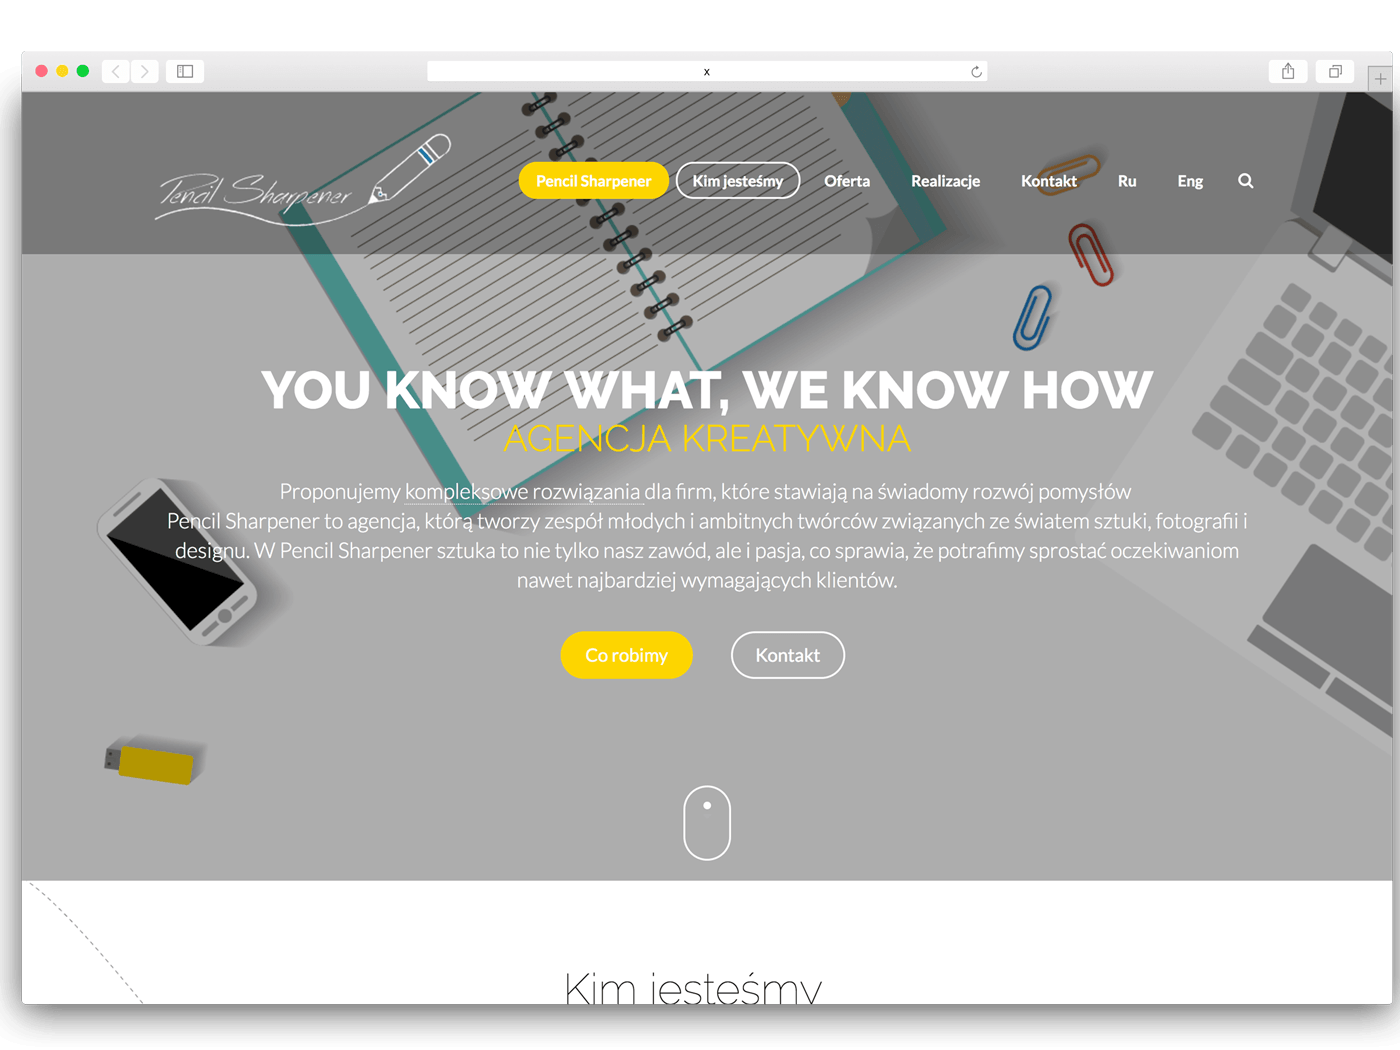 x
Pencil Sharpener
Pencil Sharpener Kim jesteśmy Oferta Realizacje Kontakt Ru Eng
YOU KNOW WHAT, WE KNOW HOW
AGENCJA KREATYWNA
Proponujemy kompleksowe rozwiązania dla firm, które stawiają na świadomy rozwój pomysłów
Pencil Sharpener to agencja, którą tworzy zespół młodych i ambitnych twórców związanych ze światem sztuki, fotografii i
designu. W Pencil Sharpener sztuka to nie tylko nasz zawód, ale i pasja, co sprawia, że potrafimy sprostać oczekiwaniom
nawet najbardziej wymagających klientów.
Co robimy Kontakt
Kim jesteśmy